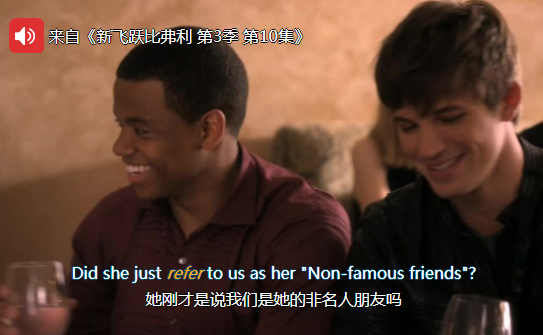 来自《新飞跃比弗利 第3季 第10集》
Did she just refer to us as her "Non-famous friends"?
她刚才是说我们是她的非名人朋友吗